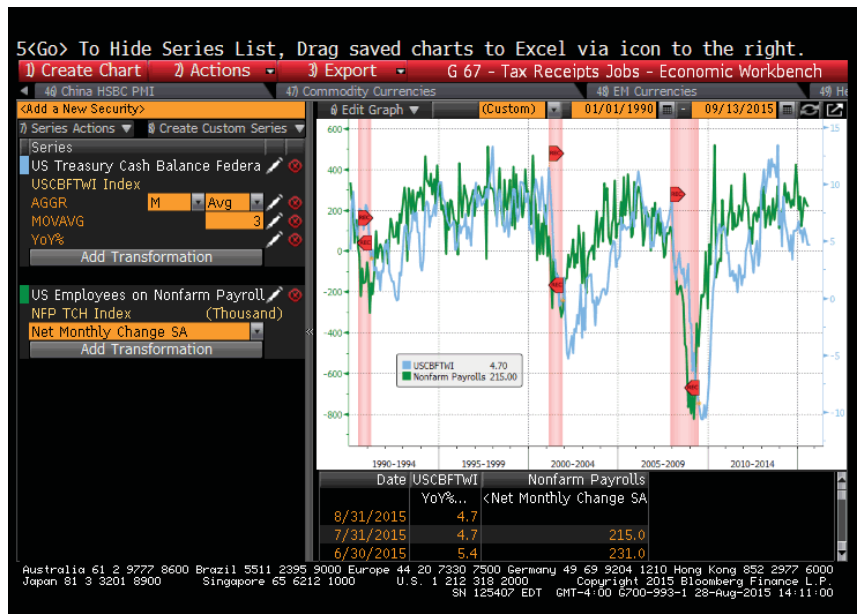 5<Go> To Hide Series List, Drag saved charts to Excel via icon to the right.
1) Create Chart 2) Actions 3) Export G 67 - Tax Receipts Jobs - Economic Workbench
46) China HSBC PMI 47) Commodity Currencies 48) EM Currencies 49) He
<Add a New Security> 6) Edit Graph (Custom) 01/01/1990 - 09/13/2015
7) Series Actions 8) Create Custom Series
Series
US Treasury Cash Balance Federa
USCBFTWI Index
AGGR M Avg
MOVAVG 3
YoY%
Add Transformation
US Employees on Nonfarm Payroll
NFP TCH Index (Thousand)
Net Monthly Change SA
Add Transformation
600
400
200
0
-200
-400
-600
-800
15
10
5
0
-5
-10
USCBFTWI 4.70
Nonfarm Payrolls 215.00
1990-1994 1995-1999 2000-2004 2005-2009 2010-2014
Date USCBFTWI Nonfarm Payrolls
YoY%... <Net Monthly Change SA
8/31/2015 4.7
7/31/2015 4.7 215.0
6/30/2015 5.4 231.0
Australia 61 2 9777 8600 Brazil 5511 2395 9000 Europe 44 20 7330 7500 Germany 49 69 9204 1210 Hong Kong 852 2977 6000
Japan 81 3 3201 8900 Singapore 65 6212 1000 U.S. 1 212 318 2000 Copyright 2015 Bloomberg Finance L.P.
SN 125407 EDT GMT-4:00 G700-993-1 28-Aug-2015 14:11:00